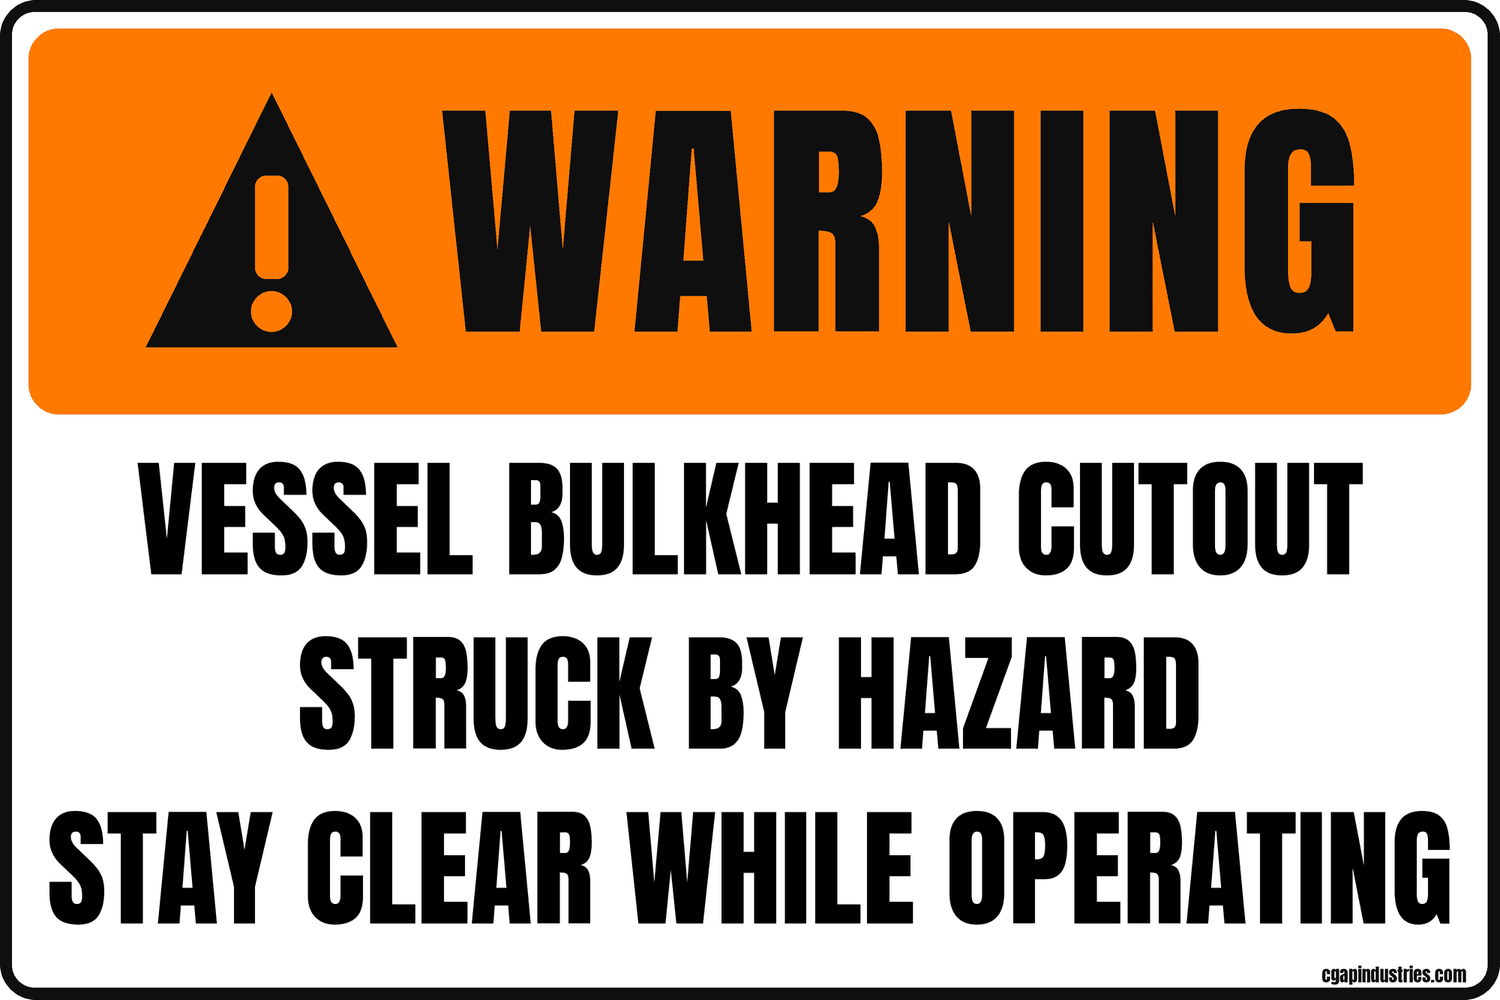 WARNING
VESSEL BULKHEAD CUTOUT
STRUCK BY HAZARD
STAY CLEAR WHILE OPERATING
cgapindustries.com